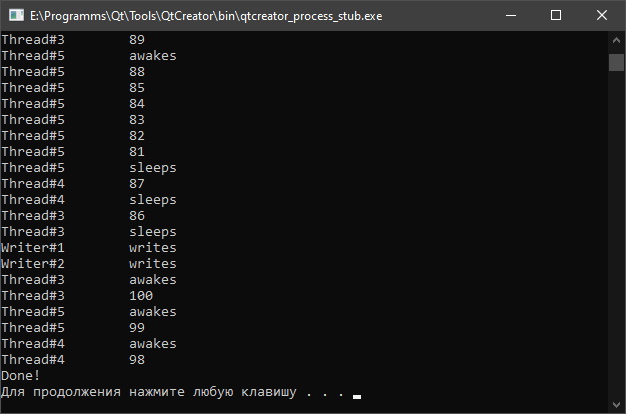 E:\Programms\Qt\Tools\QtCreator\bin\qtcreator_process_stub.exe
Thread#3 89
Thread#5 awakes
Thread#5 88
Thread#5 85
Thread#5 84
Thread#5 83
Thread#5 82
Thread#5 81
Thread#5 sleeps
Thread#4 87
Thread#4 sleeps
Thread#3 86
Thread#3 sleeps
Writer#1 writes
Writer#2 writes
Thread#3 awakes
Thread#3 100
Thread#5 awakes
Thread#5 99
Thread#4 awakes
Thread#4 98
Done!
Для продолжения нажмите любую клавишу . . .